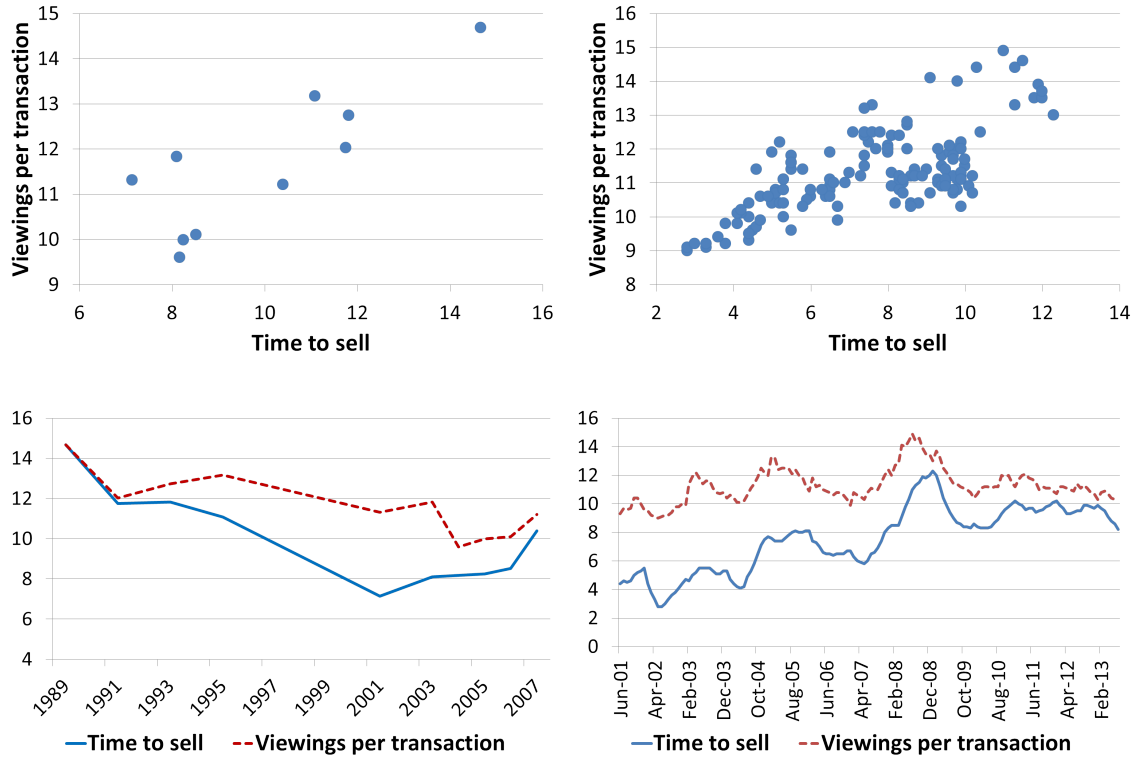 Viewings per transaction
15
14
13
12
11
10
9
6
8
10
12
14
16
Time to sell
Viewings per transaction
16
15
14
13
12
11
10
9
8
2
4
6
8
10
12
14
Time to sell
16
14
12
10
8
6
4
1989
1991
1993
1995
1997
1999
2001
2003
2005
2007
Time to sell
Viewings per transaction
16
14
12
10
8
6
4
2
0
Jun-01
Apr-02
Feb-03
Dec-03
Oct-04
Aug-05
Jun-06
Apr-07
Feb-08
Dec-08
Oct-09
Aug-10
Jun-11
Apr-12
Feb-13
Time to sell
Viewings per transaction